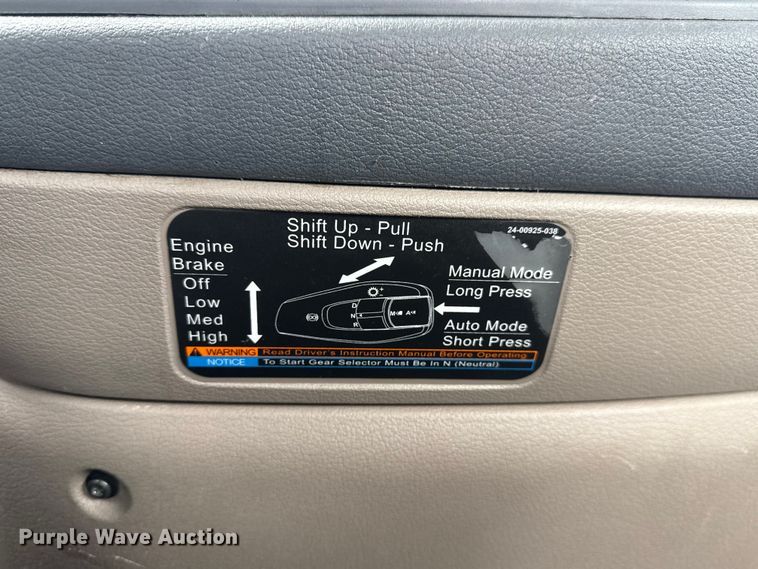 Shift Up - Pull
Shift Down - Push
24-00925-038
Engine
Brake
Off
Low
Med
High
D
N
R
M
A
Manual Mode
Long Press
Auto Mode
Short Press
WARNING Read Driver's Instruction Manual Before Operating
NOTICE To Start Gear Selector Must Be In N (Neutral)
Purple Wave Auction